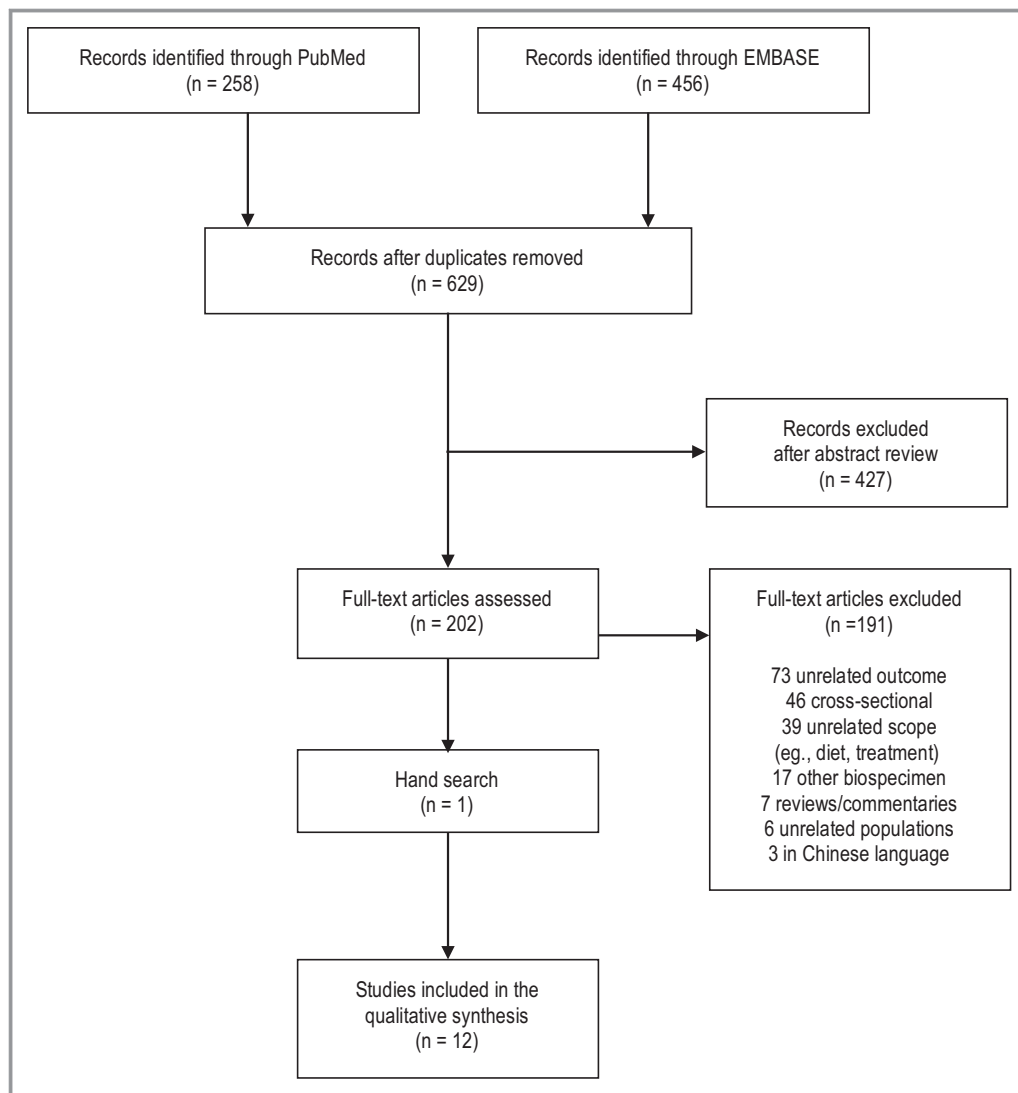 Records identified through PubMed
(n = 258)
Records identified through EMBASE
(n = 456)
Records after duplicates removed
(n = 629)
Records excluded
after abstract review
(n = 427)
Full-text articles assessed
(n = 202)
Full-text articles excluded
(n =191)
73 unrelated outcome
46 cross-sectional
39 unrelated scope
(eg., diet, treatment)
17 other biospecimen
7 reviews/commentaries
6 unrelated populations
3 in Chinese language
Hand search
(n = 1)
Studies included in the
qualitative synthesis
(n = 12)